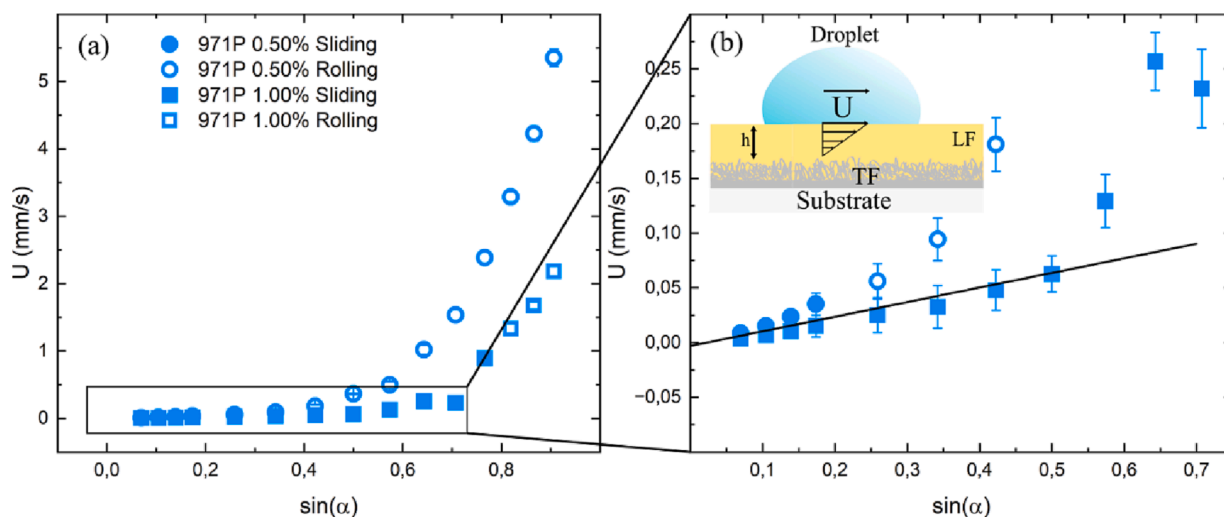 (a)
971P 0.50% Sliding
971P 0.50% Rolling
971P 1.00% Sliding
971P 1.00% Rolling
U (mm/s)
5
4
3
2
1
0
0,0 0,2 0,4 0,6 0,8
sin(α)
(b)
Droplet
U
h
LF
TF
Substrate
U (mm/s)
0,25
0,20
0,15
0,10
0,05
0,00
−0,05
0,1 0,2 0,3 0,4 0,5 0,6 0,7
sin(α)